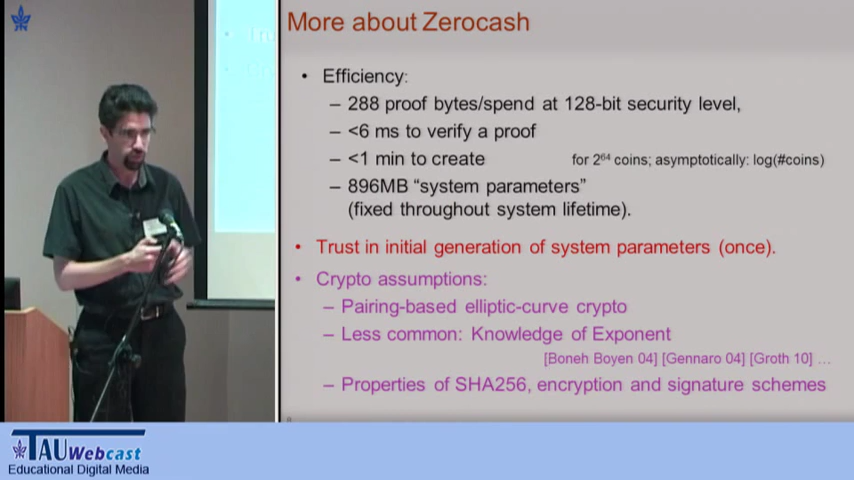 More about Zerocash
• Efficiency:
– 288 proof bytes/spend at 128-bit security level,
– <6 ms to verify a proof
– <1 min to create for 2⁶⁴ coins; asymptotically: log(#coins)
– 896MB “system parameters”
(fixed throughout system lifetime).
• Trust in initial generation of system parameters (once).
• Crypto assumptions:
– Pairing-based elliptic-curve crypto
– Less common: Knowledge of Exponent
[Boneh Boyen 04] [Gennaro 04] [Groth 10] …
– Properties of SHA256, encryption and signature schemes
TAU Webcast
Educational Digital Media